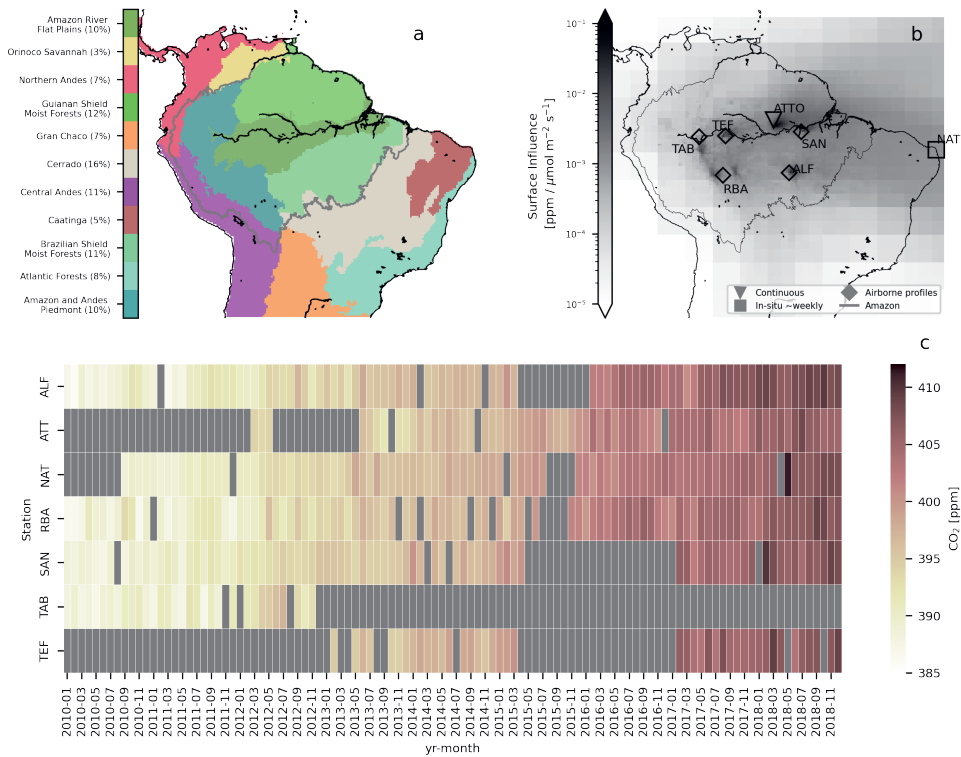 a
Amazon River
Flat Plains (10%)
Orinoco Savannah (3%)
Northern Andes (7%)
Guianan Shield
Moist Forests (12%)
Gran Chaco (7%)
Cerrado (16%)
Central Andes (11%)
Caatinga (5%)
Brazilian Shield
Moist Forests (11%)
Atlantic Forests (8%)
Amazon and Andes
Piedmont (10%)
b
Surface Influence
[ppm / μmol m⁻² s⁻¹]
10⁻¹
10⁻²
10⁻³
10⁻⁴
10⁻⁵
ATTO
TEF
TAB
SAN
NAT
RBA
ALF
Continuous
In-situ ~weekly
Airborne profiles
Amazon
c
Station
ALF
ATT
NAT
RBA
SAN
TAB
TEF
2010-01
2010-03
2010-05
2010-07
2010-09
2010-11
2011-01
2011-03
2011-05
2011-07
2011-09
2011-11
2012-01
2012-03
2012-05
2012-07
2012-09
2012-11
2013-01
2013-03
2013-05
2013-07
2013-09
2013-11
2014-01
2014-03
2014-05
2014-07
2014-09
2014-11
2015-01
2015-03
2015-05
2015-07
2015-09
2015-11
2016-01
2016-03
2016-05
2016-07
2016-09
2016-11
2017-01
2017-03
2017-05
2017-07
2017-09
2017-11
2018-01
2018-03
2018-05
2018-07
2018-09
2018-11
yr-month
410
405
400
395
390
385
CO₂ [ppm]